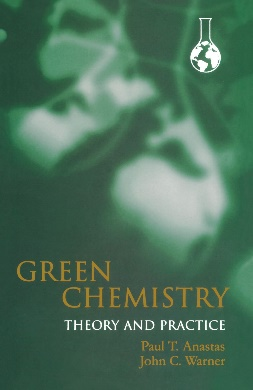 GREEN
CHEMISTRY
THEORY AND PRACTICE
Paul T. Anastas
John C. Warner